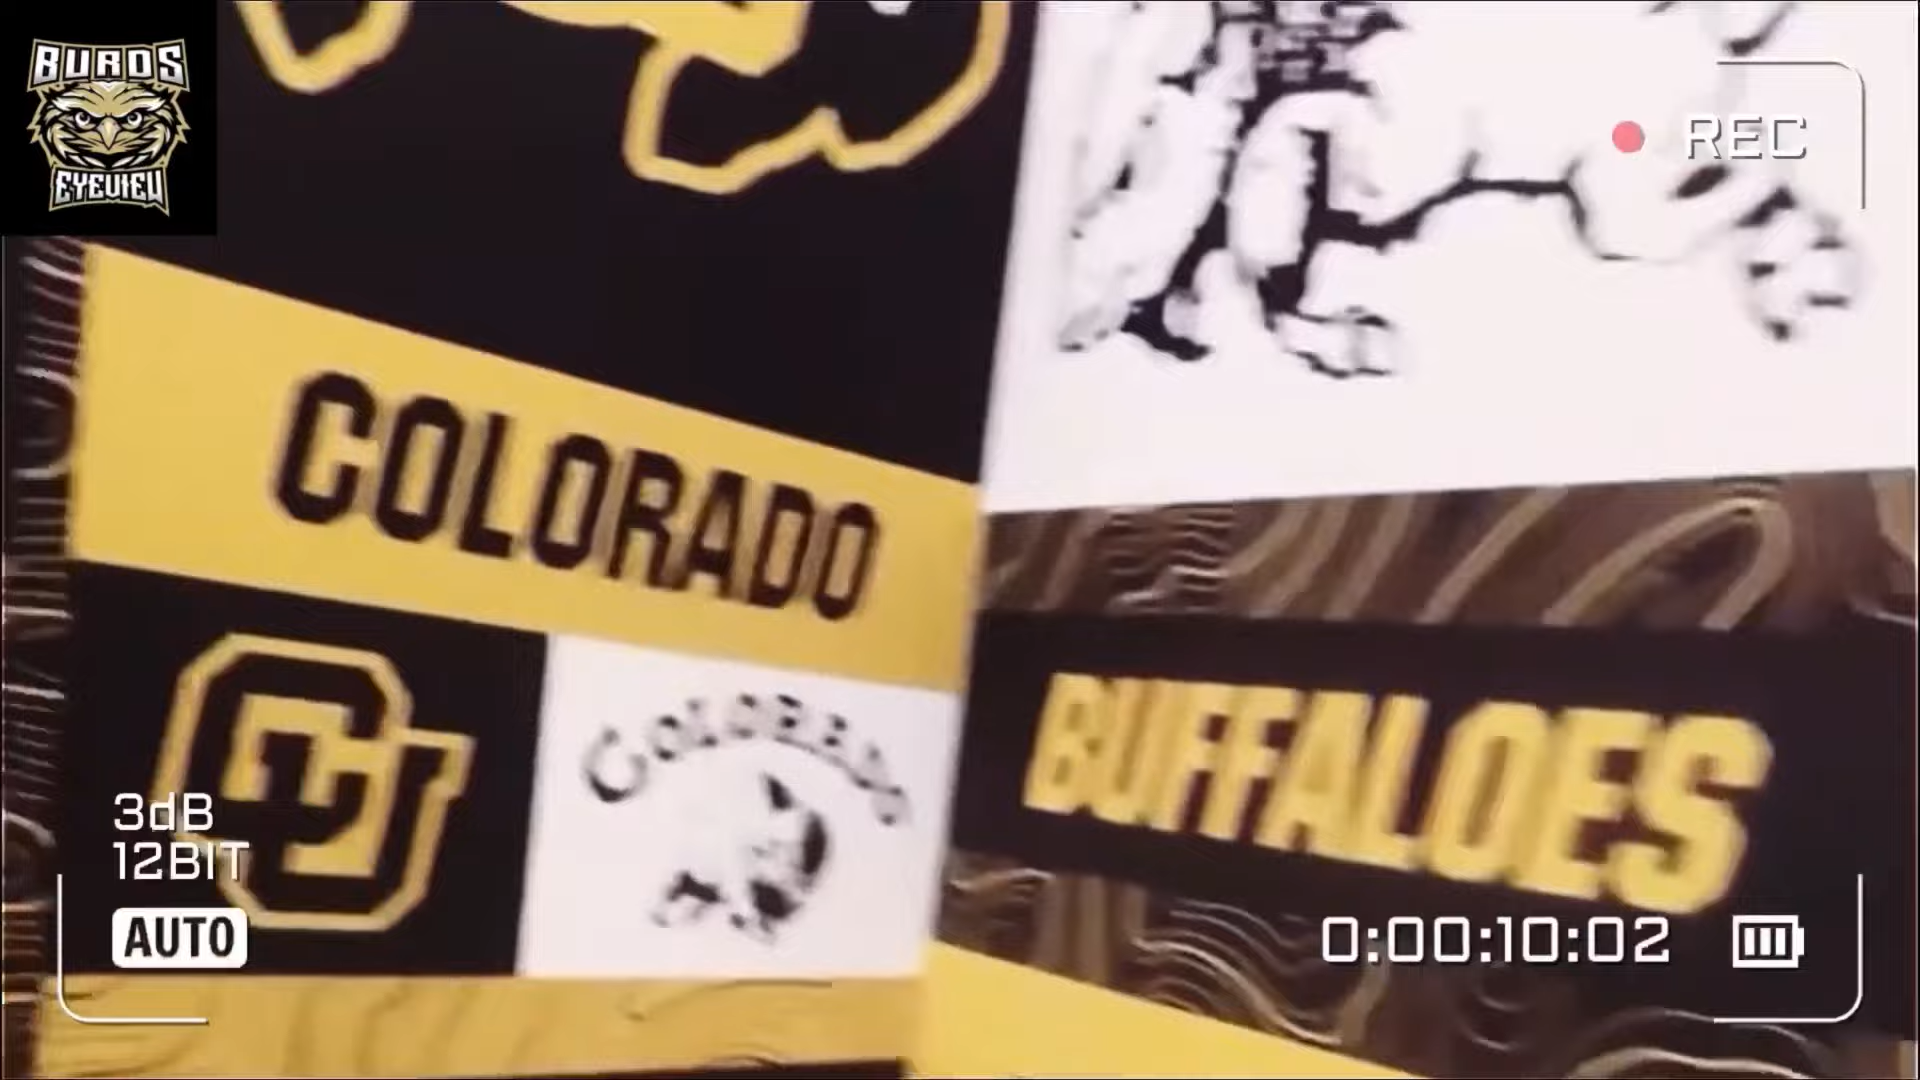 BURDS
EYEVIEW
REC
COLORADO
CU
COLORADO
BUFFALOES
3dB
12BIT
AUTO
0:00:10:02